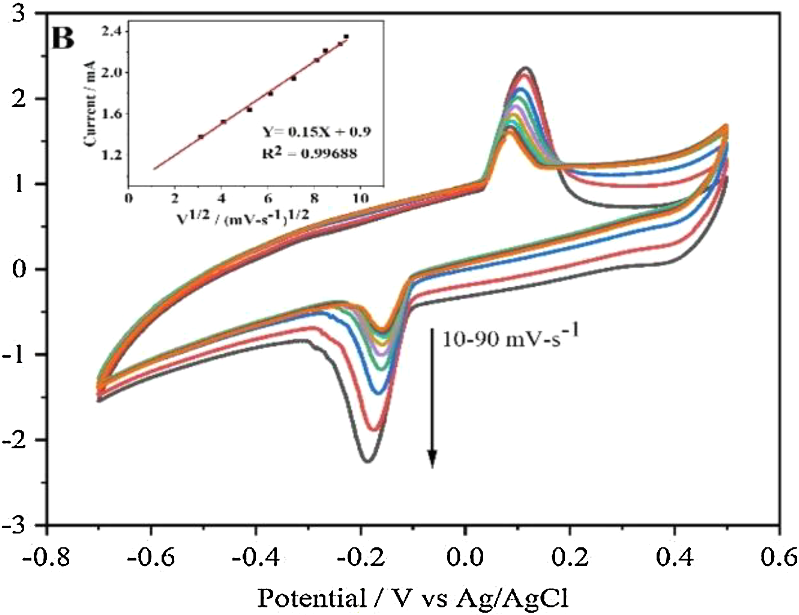 B
2.4
2.0
1.6
1.2
Current / mA
Y= 0.15X + 0.9
R2 = 0.99688
0 2 4 6 8 10
V1/2 / (mV-s-1)1/2
3
2
1
0
-1
-2
-3
10-90 mV-s-1
-0.8 -0.6 -0.4 -0.2 0.0 0.2 0.4 0.6
Potential / V vs Ag/AgCl